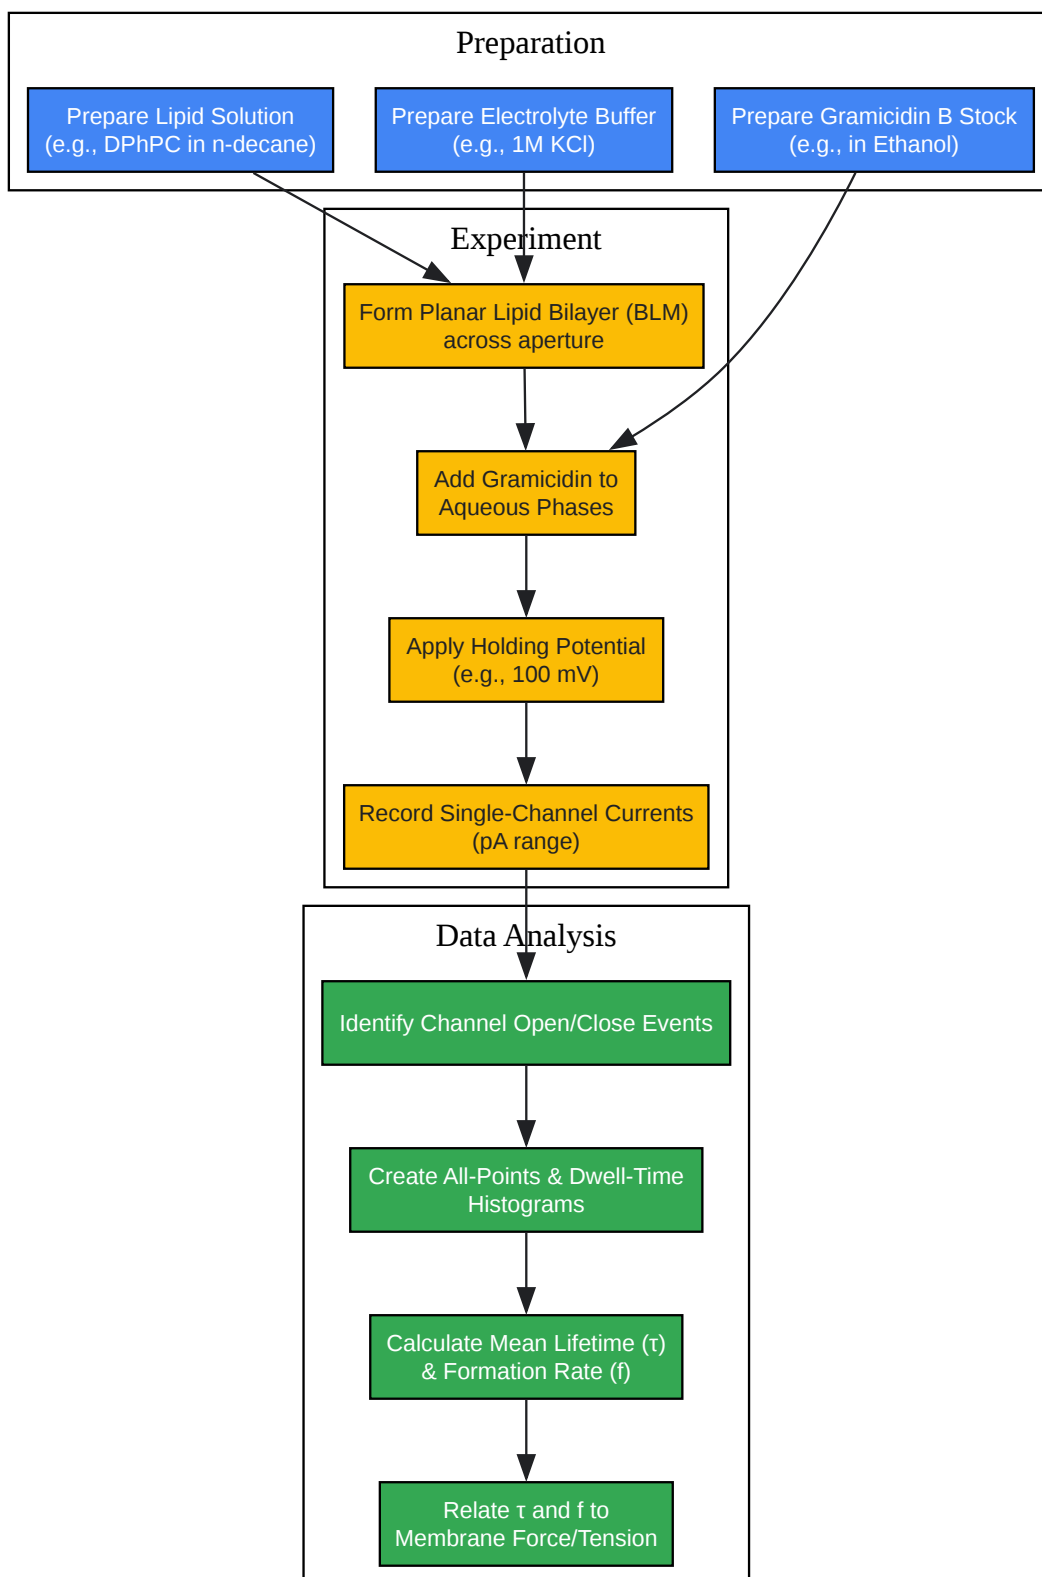 Preparation
Prepare Lipid Solution
(e.g., DPhPC in n-decane)
Prepare Electrolyte Buffer
(e.g., 1M KCl)
Prepare Gramicidin B Stock
(e.g., in Ethanol)
Experiment
Form Planar Lipid Bilayer (BLM)
across aperture
Add Gramicidin to
Aqueous Phases
Apply Holding Potential
(e.g., 100 mV)
Record Single-Channel Currents
(pA range)
Data Analysis
Identify Channel Open/Close Events
Create All-Points & Dwell-Time
Histograms
Calculate Mean Lifetime (τ)
& Formation Rate (f)
Relate τ and f to
Membrane Force/Tension